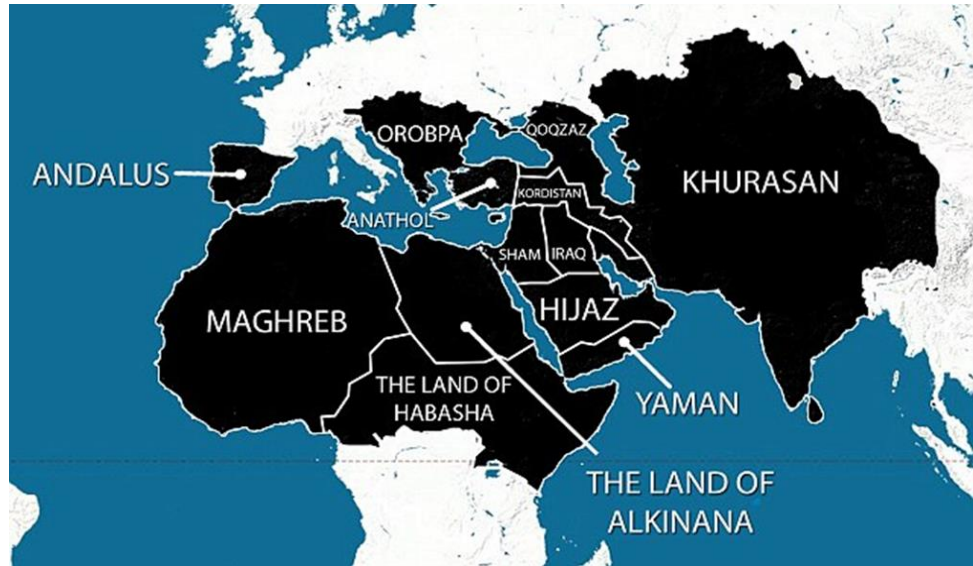 OROBPA
QOQZAZ
ANDALUS
KHURASAN
ANATHOL
KORDISTAN
SHAM
IRAQ
HIJAZ
MAGHREB
THE LAND OF
HABASHA
YAMAN
THE LAND OF
ALKINANA